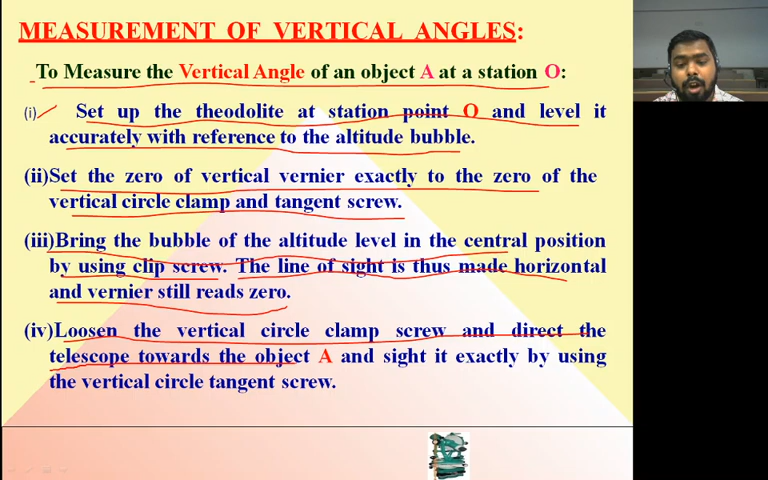 MEASUREMENT OF VERTICAL ANGLES:
To Measure the Vertical Angle of an object A at a station O:
(i) Set up the theodolite at station point O and level it
accurately with reference to the altitude bubble.
(ii)Set the zero of vertical vernier exactly to the zero of the
vertical circle clamp and tangent screw.
(iii)Bring the bubble of the altitude level in the central position
by using clip screw. The line of sight is thus made horizontal
and vernier still reads zero.
(iv)Loosen the vertical circle clamp screw and direct the
telescope towards the object A and sight it exactly by using
the vertical circle tangent screw.